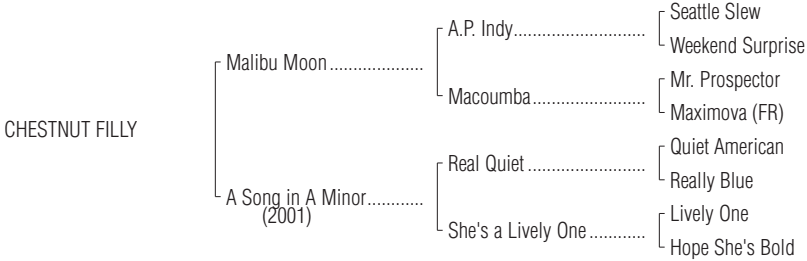 Seattle Slew
A.P. Indy
Weekend Surprise
Malibu Moon
Mr. Prospector
Macoumba
Maximova (FR)
CHESTNUT FILLY
Quiet American
Real Quiet
Really Blue
A Song in A Minor
(2001)
Lively One
She's a Lively One
Hope She's Bold